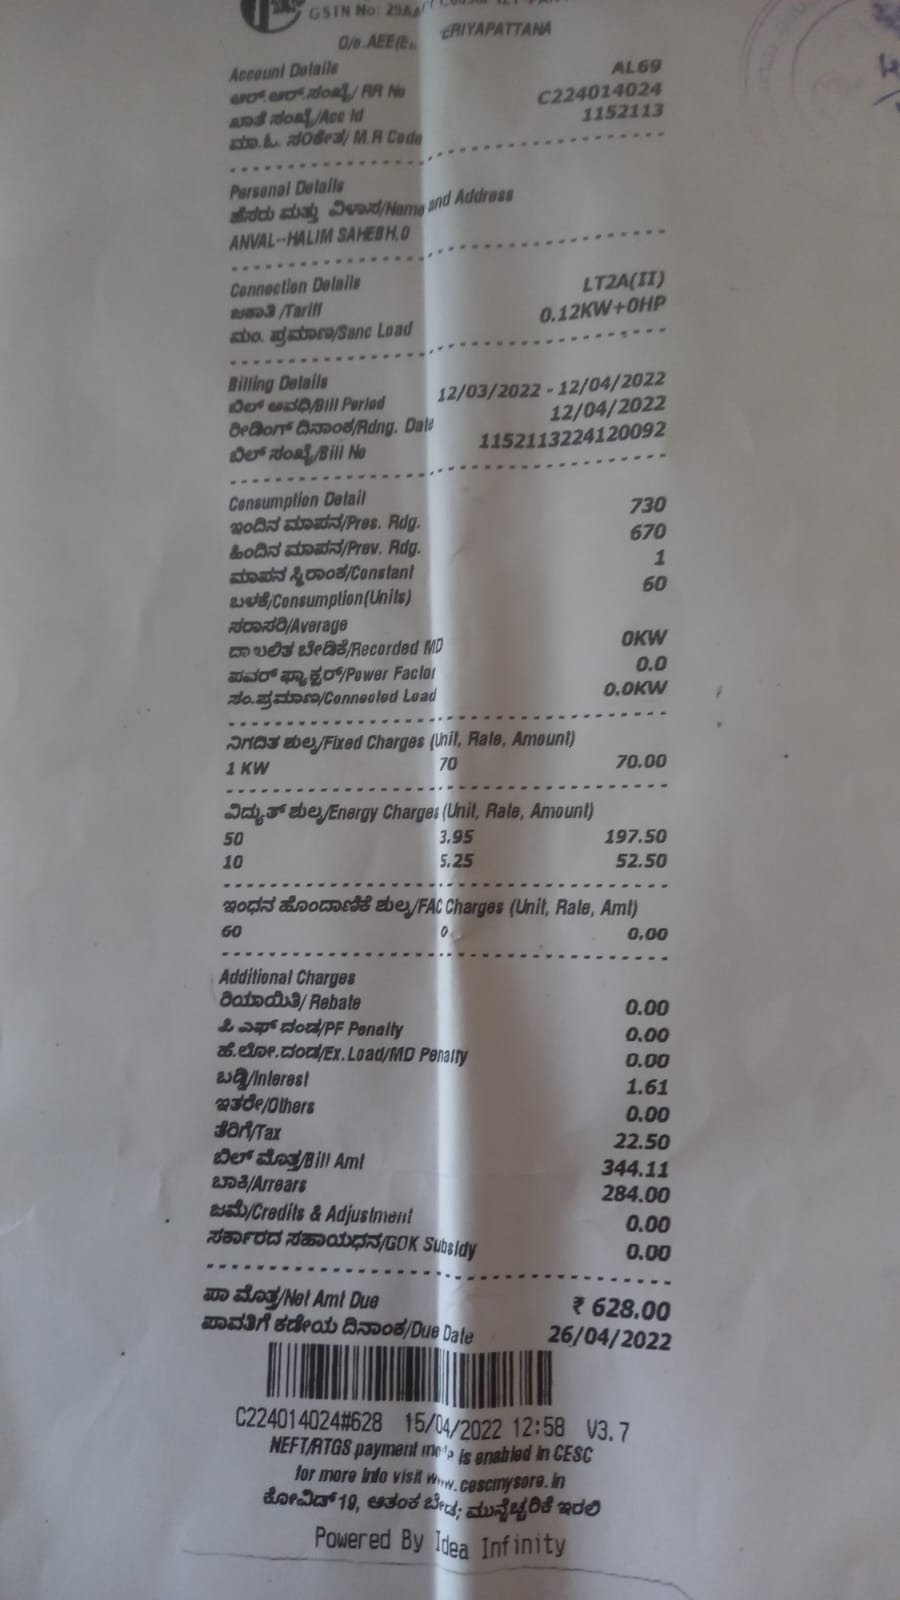 GSTN No: 29AA
O/o AEE(E. ERIYAPATTANA
Account Details
ಆರ್.ಆರ್.ಸಂಖ್ಯೆ/ RR No AL69
ಖಾತೆ ಸಂಖ್ಯೆ/Acc Id C224014024
ಮಾ.ಓ. ಸಂಕೇತ/ M.R Code 1152113
Personal Details
ಹೆಸರು ಮತ್ತು ವಿಳಾಸ/Name and Address
ANVAL--HALIM SAHEB H,0
Connection Details
ಜಕಾತಿ /Tariff LT2A(II)
ಮಂ. ಪ್ರಮಾಣ/Sanc Load 0.12KW+0HP
Billing Details
ಬಿಲ್ ಅವಧಿ/Bill Period 12/03/2022 - 12/04/2022
ರೀಡಿಂಗ್ ದಿನಾಂಕ/Rdng. Date 12/04/2022
ಬಿಲ್ ಸಂಖ್ಯೆ/Bill No 1152113224120092
Consumption Detail
ಇಂದಿನ ಮಾಪನ/Pres. Rdg. 730
ಹಿಂದಿನ ಮಾಪನ/Prev. Rdg. 670
ಮಾಪನ ಸ್ಥಿರಾಂಕ/Constant 1
ಬಳಕೆ/Consumption(Units) 60
ಸರಾಸರಿ/Average
ದಾಖಲಿತ ಬೇಡಿಕೆ/Recorded MD 0KW
ಪವರ್ ಫ್ಯಾಕ್ಟರ್/Power Factor 0.0
ಸಂ.ಪ್ರಮಾಣ/Connected Load 0.0KW
ನಿಗದಿತ ಶುಲ್ಕ/Fixed Charges (Unit, Rate, Amount)
1 KW 70 70.00
ವಿದ್ಯುತ್ ಶುಲ್ಕ/Energy Charges (Unit, Rate, Amount)
50 3.95 197.50
10 5.25 52.50
ಇಂಧನ ಹೊಂದಾಣಿಕೆ ಶುಲ್ಕ/FAC Charges (Unit, Rate, Amt)
60 0 0.00
Additional Charges
ರಿಯಾಯಿತಿ/ Rebate 0.00
ಪಿ ಎಫ್ ದಂಡ/PF Penalty 0.00
ಹೆ.ಲೋ.ದಂಡ/Ex.Load/MD Penalty 0.00
ಬಡ್ಡಿ/Interest 1.61
ಇತರೇ/Others 0.00
ತೆರಿಗೆ/Tax 22.50
ಬಿಲ್ ಮೊತ್ತ/Bill Amt 344.11
ಬಾಕಿ/Arrears 284.00
ಜಮೆ/Credits & Adjustment 0.00
ಸರ್ಕಾರದ ಸಹಾಯಧನ/GOK Subsidy 0.00
ಪಾ ಮೊತ್ತ/Net Amt Due ₹ 628.00
ಪಾವತಿಗೆ ಕಡೇಯ ದಿನಾಂಕ/Due Date 26/04/2022
C224014024#628 15/04/2022 12:58 V3.7
NEFT/RTGS payment mode is enabled in CESC
for more info visit www.cescmysore.in
ಕೋವಿಡ್ 19, ಆತಂಕ ಬೇಡ; ಮುನ್ನೆಚ್ಚರಿಕೆ ಇರಲಿ
Powered By Idea Infinity